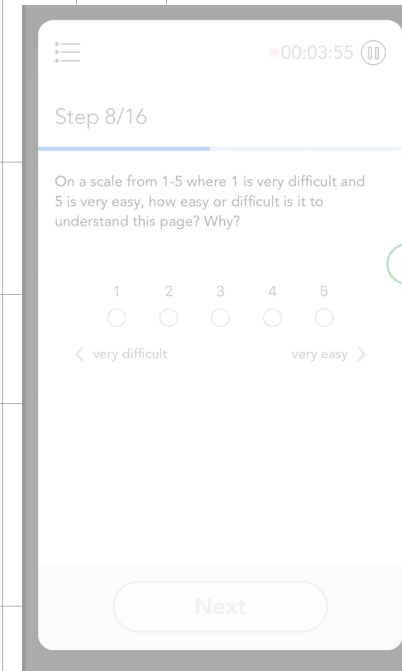 00:03:55
Step 8/16
On a scale from 1-5 where 1 is very difficult and
5 is very easy, how easy or difficult is it to
understand this page? Why?
1 2 3 4 5
very difficult very easy
Next